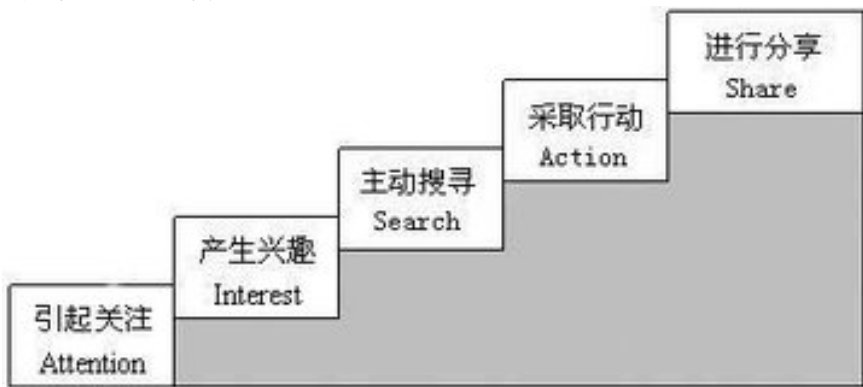 进行分享
Share
采取行动
Action
主动搜寻
Search
产生兴趣
Interest
引起关注
Attention